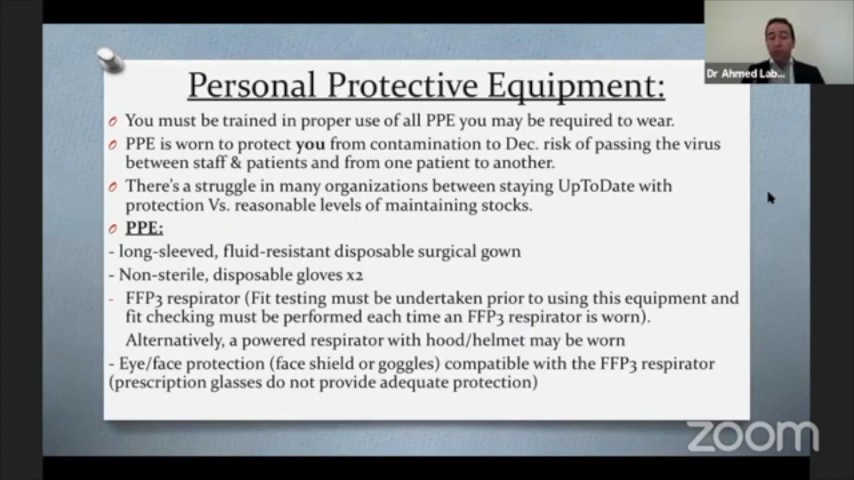 Dr Ahmed Lab...
Personal Protective Equipment:
You must be trained in proper use of all PPE you may be required to wear.
PPE is worn to protect you from contamination to Dec. risk of passing the virus
between staff & patients and from one patient to another.
There's a struggle in many organizations between staying UpToDate with
protection Vs. reasonable levels of maintaining stocks.
PPE:
- long-sleeved, fluid-resistant disposable surgical gown
- Non-sterile, disposable gloves x2
- FFP3 respirator (Fit testing must be undertaken prior to using this equipment and
fit checking must be performed each time an FFP3 respirator is worn).
Alternatively, a powered respirator with hood/helmet may be worn
- Eye/face protection (face shield or goggles) compatible with the FFP3 respirator
(prescription glasses do not provide adequate protection)
zoom